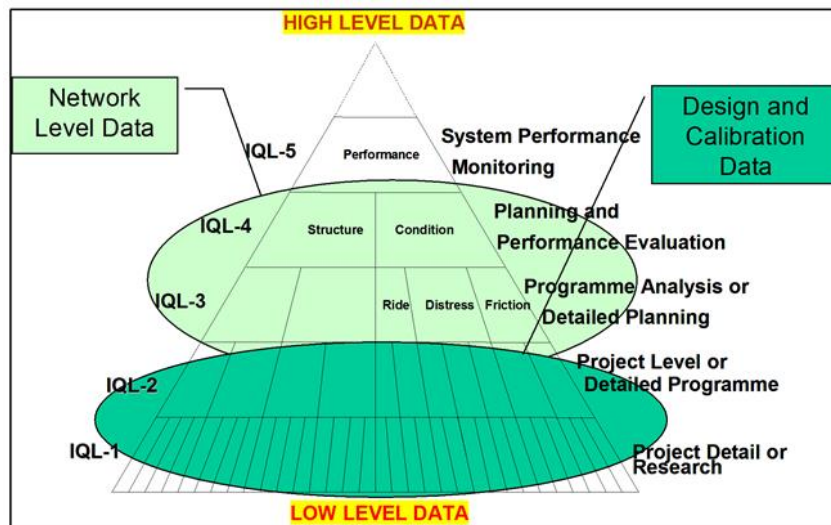 HIGH LEVEL DATA
Network
Level Data
Design and
Calibration
Data
IQL-5
Performance
System Performance
Monitoring
IQL-4
Structure
Condition
Planning and
Performance Evaluation
IQL-3
Ride
Distress
Friction
Programme Analysis or
Detailed Planning
IQL-2
Project Level or
Detailed Programme
IQL-1
Project Detail or
Research
LOW LEVEL DATA